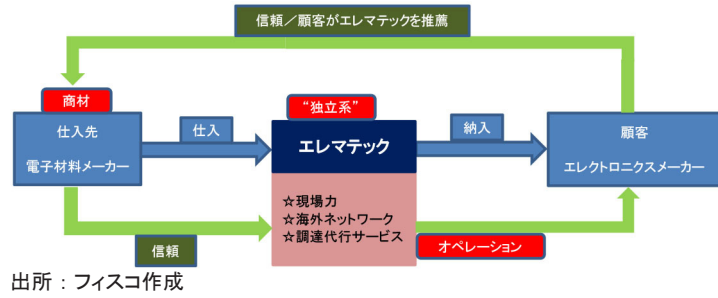 信頼／顧客がエレマテックを推薦
商材
“独立系”
仕入先
電子材料メーカー
仕入
エレマテック
納入
顧客
エレクトロニクスメーカー
☆現場力
☆海外ネットワーク
☆調達代行サービス
信頼
オペレーション
出所：フィスコ作成